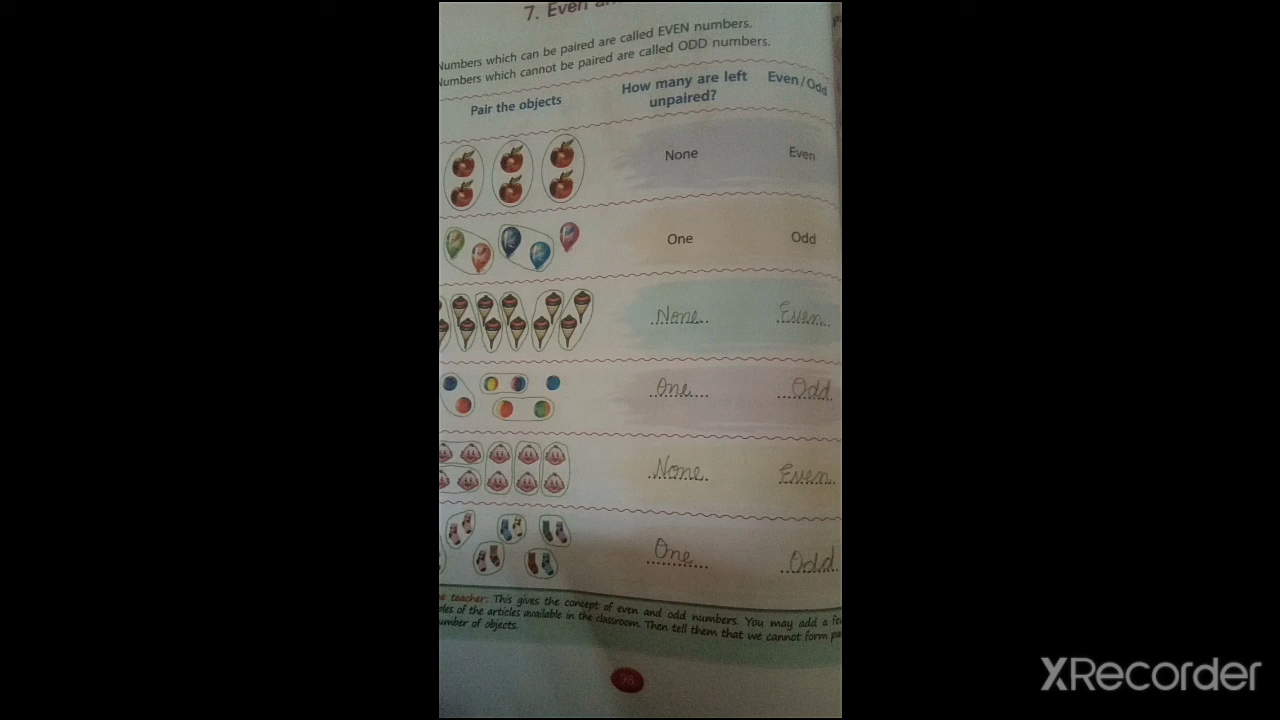 7. Even
Numbers which can be paired are called EVEN numbers.
Numbers which cannot be paired are called ODD numbers.
Pair the objects
How many are left
unpaired?
Even/Odd
None Even
One Odd
None Even
One Odd
None Even
One Odd
teacher: This gives the concept of even and odd numbers. You may add a
of the articles available in the classroom. Then tell them that we cannot form
number of objects.
98
XRecorder